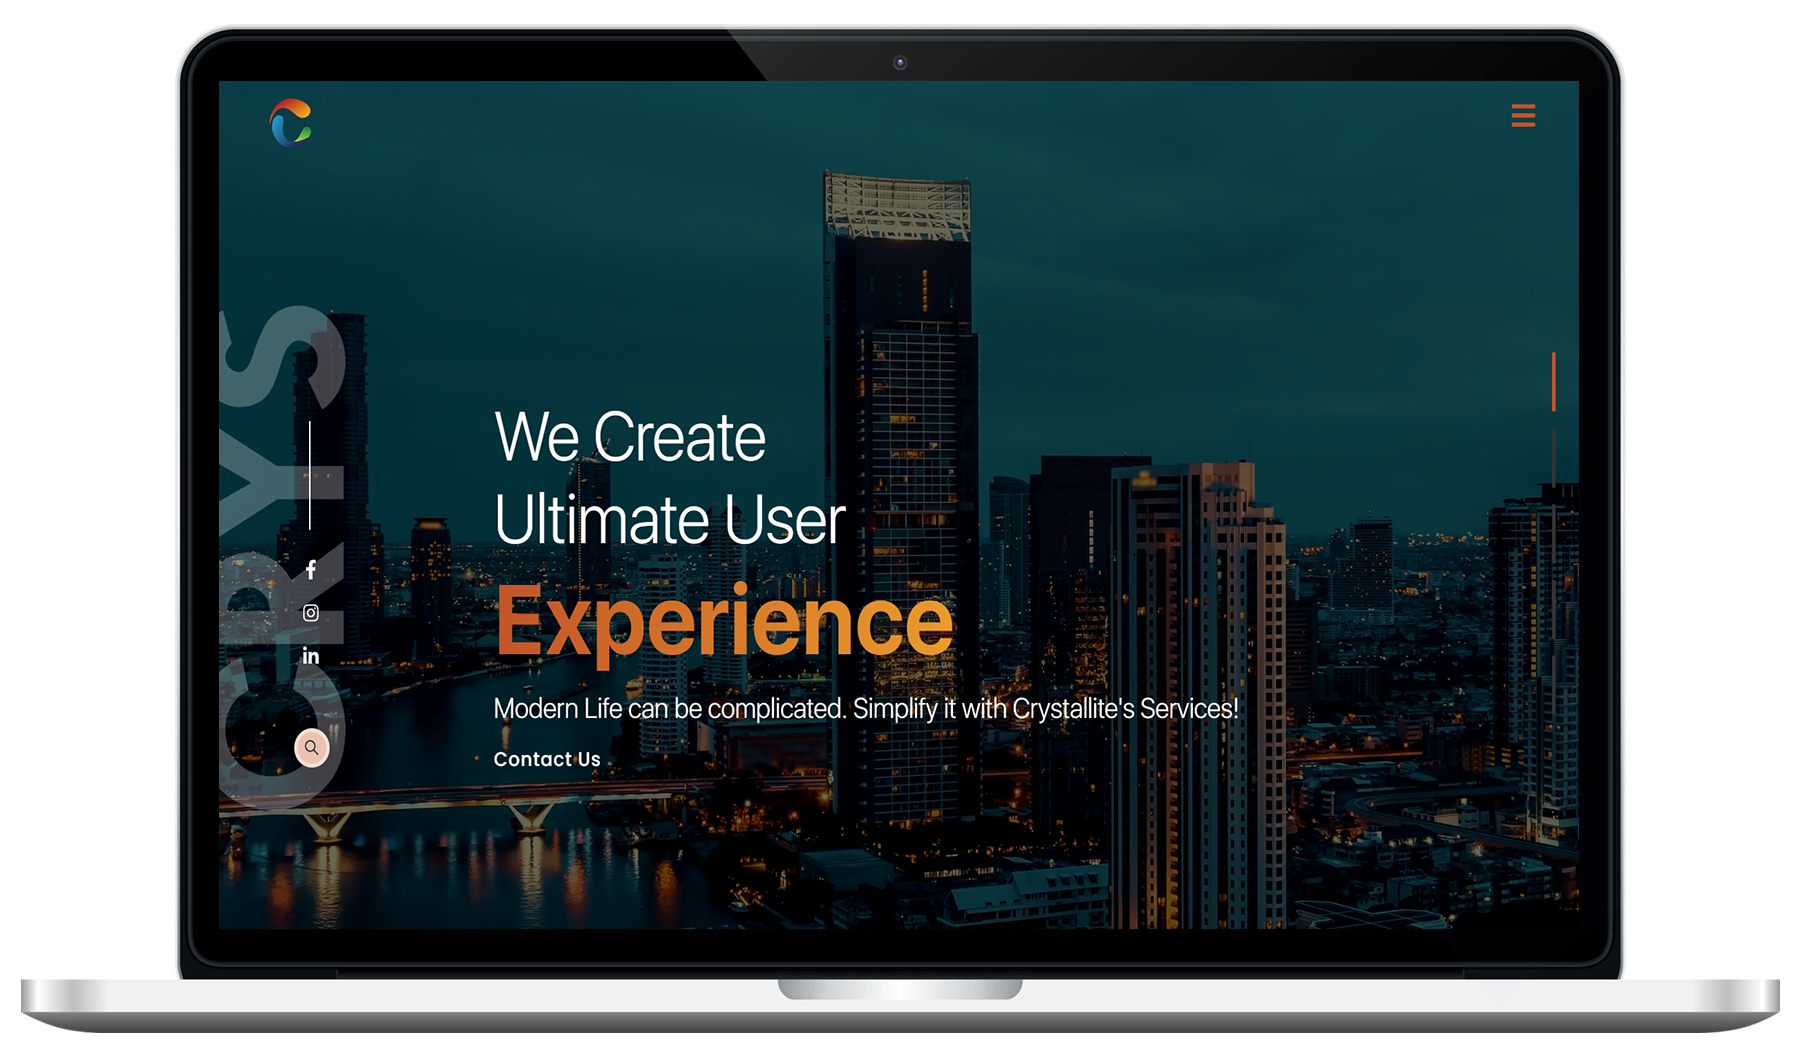 CRYS
We Create
Ultimate User
Experience
Modern Life can be complicated. Simplify it with Crystallite's Services!
Contact Us